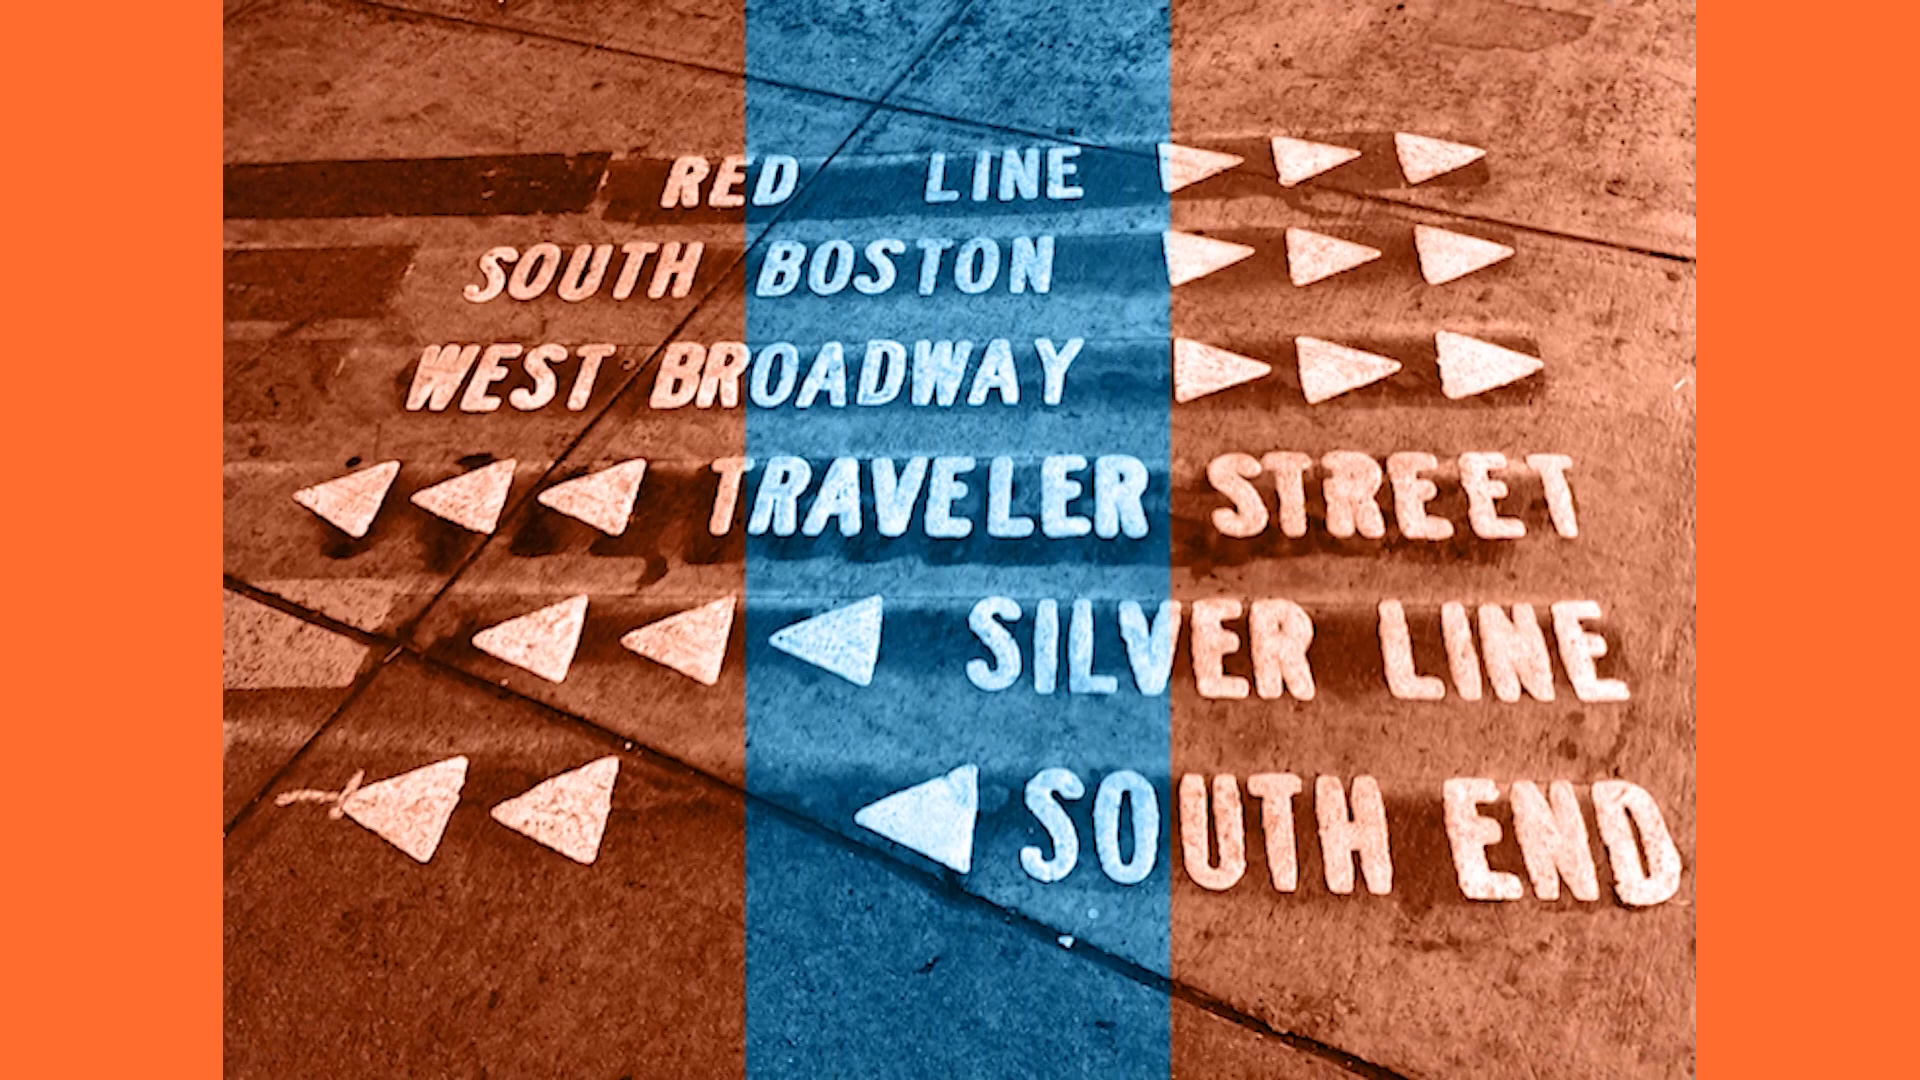 RED LINE
SOUTH BOSTON
WEST BROADWAY
TRAVELER STREET
SILVER LINE
SOUTH END